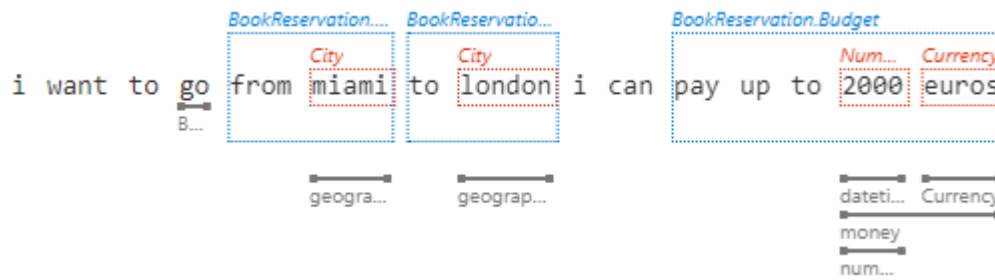 BookReservation.... BookReservatio... BookReservation.Budget
City City Num... Currency
i want to go from miami to london i can pay up to 2000 euros
B...
geogra... geograp... dateti... Currency
money
num...